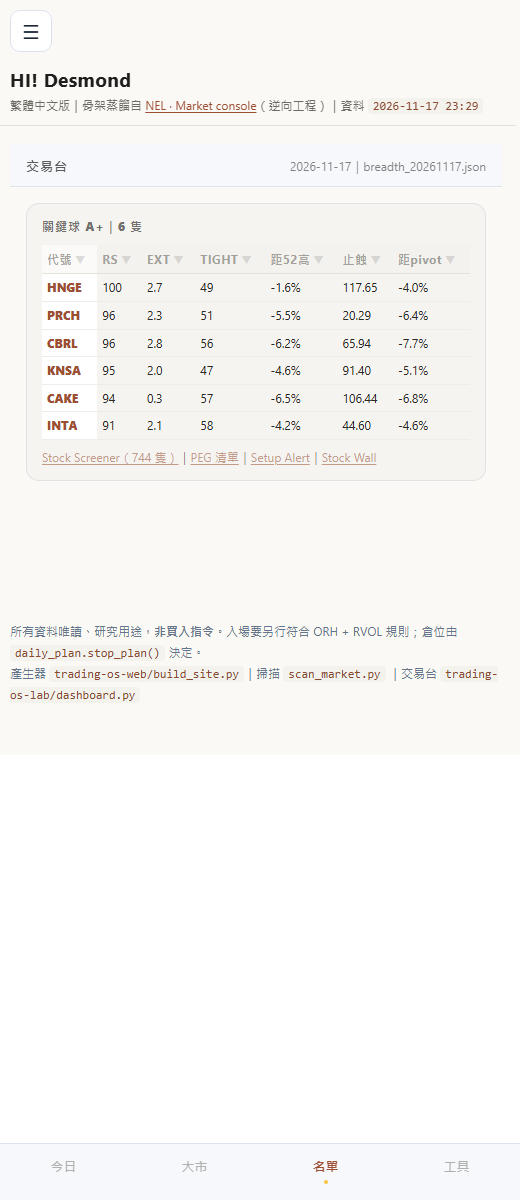 ☰
HI! Desmond
繁體中文版 | 骨架蒸餾自 NEL · Market console（逆向工程） | 資料 2026-11-17 23:29
交易台 2026-11-17 | breadth_20261117.json
關鍵球 A+ | 6 隻
代號 ▼ RS ▼ EXT ▼ TIGHT ▼ 距52高 ▼ 止蝕 ▼ 距pivot ▼
HNGE 100 2.7 49 -1.6% 117.65 -4.0%
PRCH 96 2.3 51 -5.5% 20.29 -6.4%
CBRL 96 2.8 56 -6.2% 65.94 -7.7%
KNSA 95 2.0 47 -4.6% 91.40 -5.1%
CAKE 94 0.3 57 -6.5% 106.44 -6.8%
INTA 91 2.1 58 -4.2% 44.60 -4.6%
Stock Screener（744 隻） | PEG 清單 | Setup Alert | Stock Wall
所有資料唯讀、研究用途，非買入指令。入場要另行符合 ORH + RVOL 規則；倉位由
daily_plan.stop_plan() 決定。
產生器 trading-os-web/build_site.py | 掃描 scan_market.py | 交易台 trading-
os-lab/dashboard.py
今日 大市 名單 工具